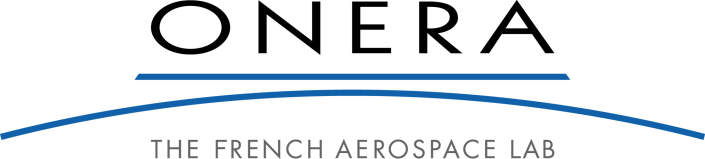 ONERA
THE FRENCH AEROSPACE LAB